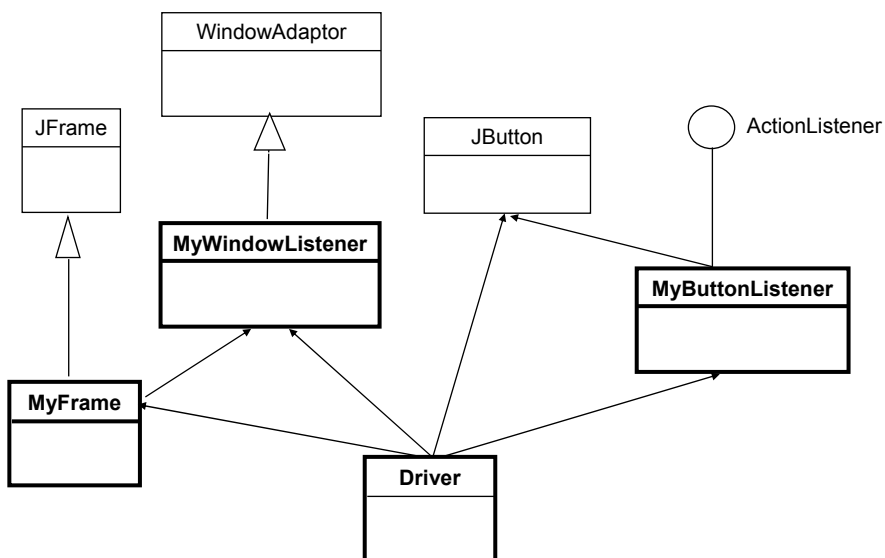 WindowAdaptor
JFrame
JButton
ActionListener
MyWindowListener
MyButtonListener
MyFrame
Driver